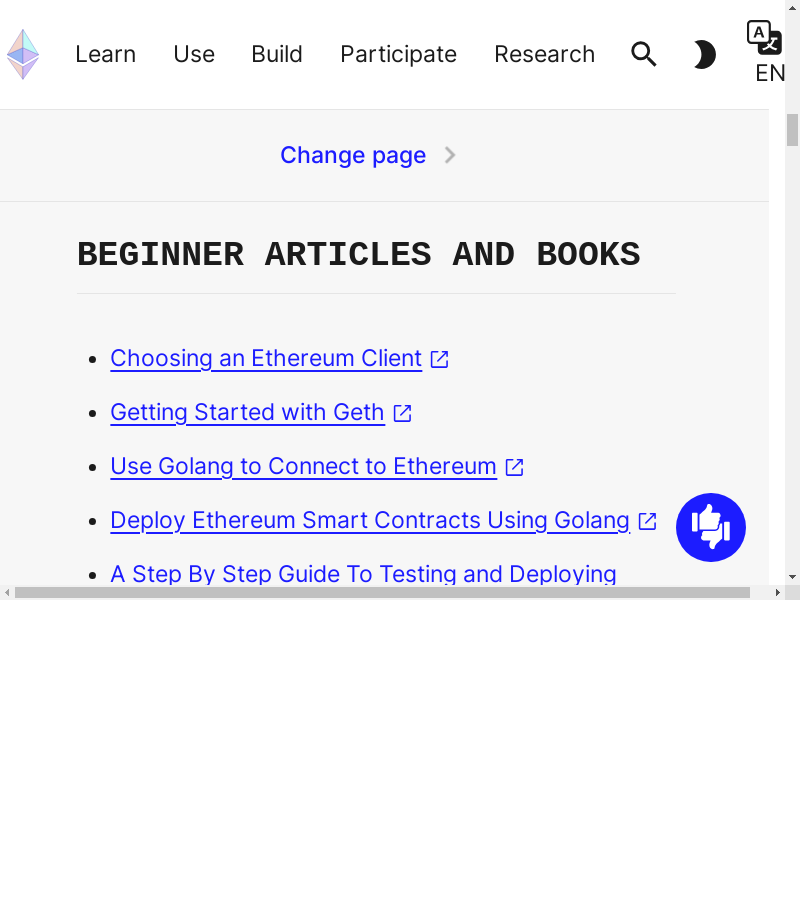 Learn Use Build Participate Research
A
EN
Change page
BEGINNER ARTICLES AND BOOKS
Choosing an Ethereum Client
Getting Started with Geth
Use Golang to Connect to Ethereum
Deploy Ethereum Smart Contracts Using Golang
A Step By Step Guide To Testing and Deploying